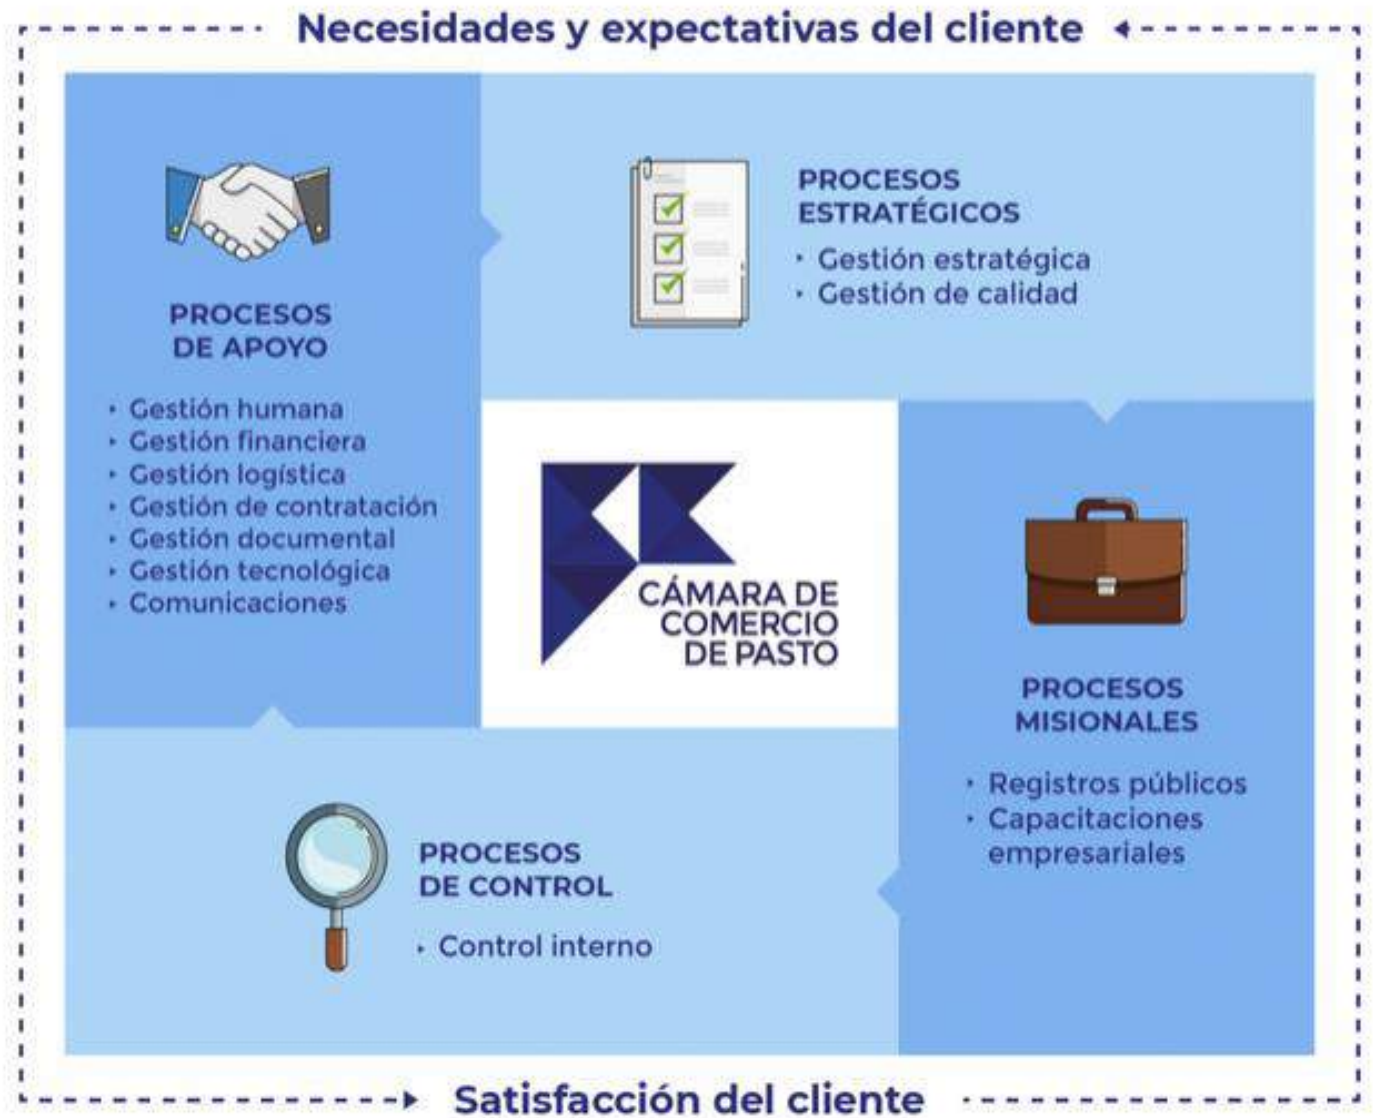 Necesidades y expectativas del cliente
PROCESOS
DE APOYO
‣ Gestión humana
‣ Gestión financiera
‣ Gestión logística
‣ Gestión de contratación
‣ Gestión documental
‣ Gestión tecnológica
‣ Comunicaciones
PROCESOS
ESTRATÉGICOS
‣ Gestión estratégica
‣ Gestión de calidad
CÁMARA DE
COMERCIO
DE PASTO
PROCESOS
MISIONALES
‣ Registros públicos
‣ Capacitaciones
empresariales
PROCESOS
DE CONTROL
‣ Control interno
Satisfacción del cliente